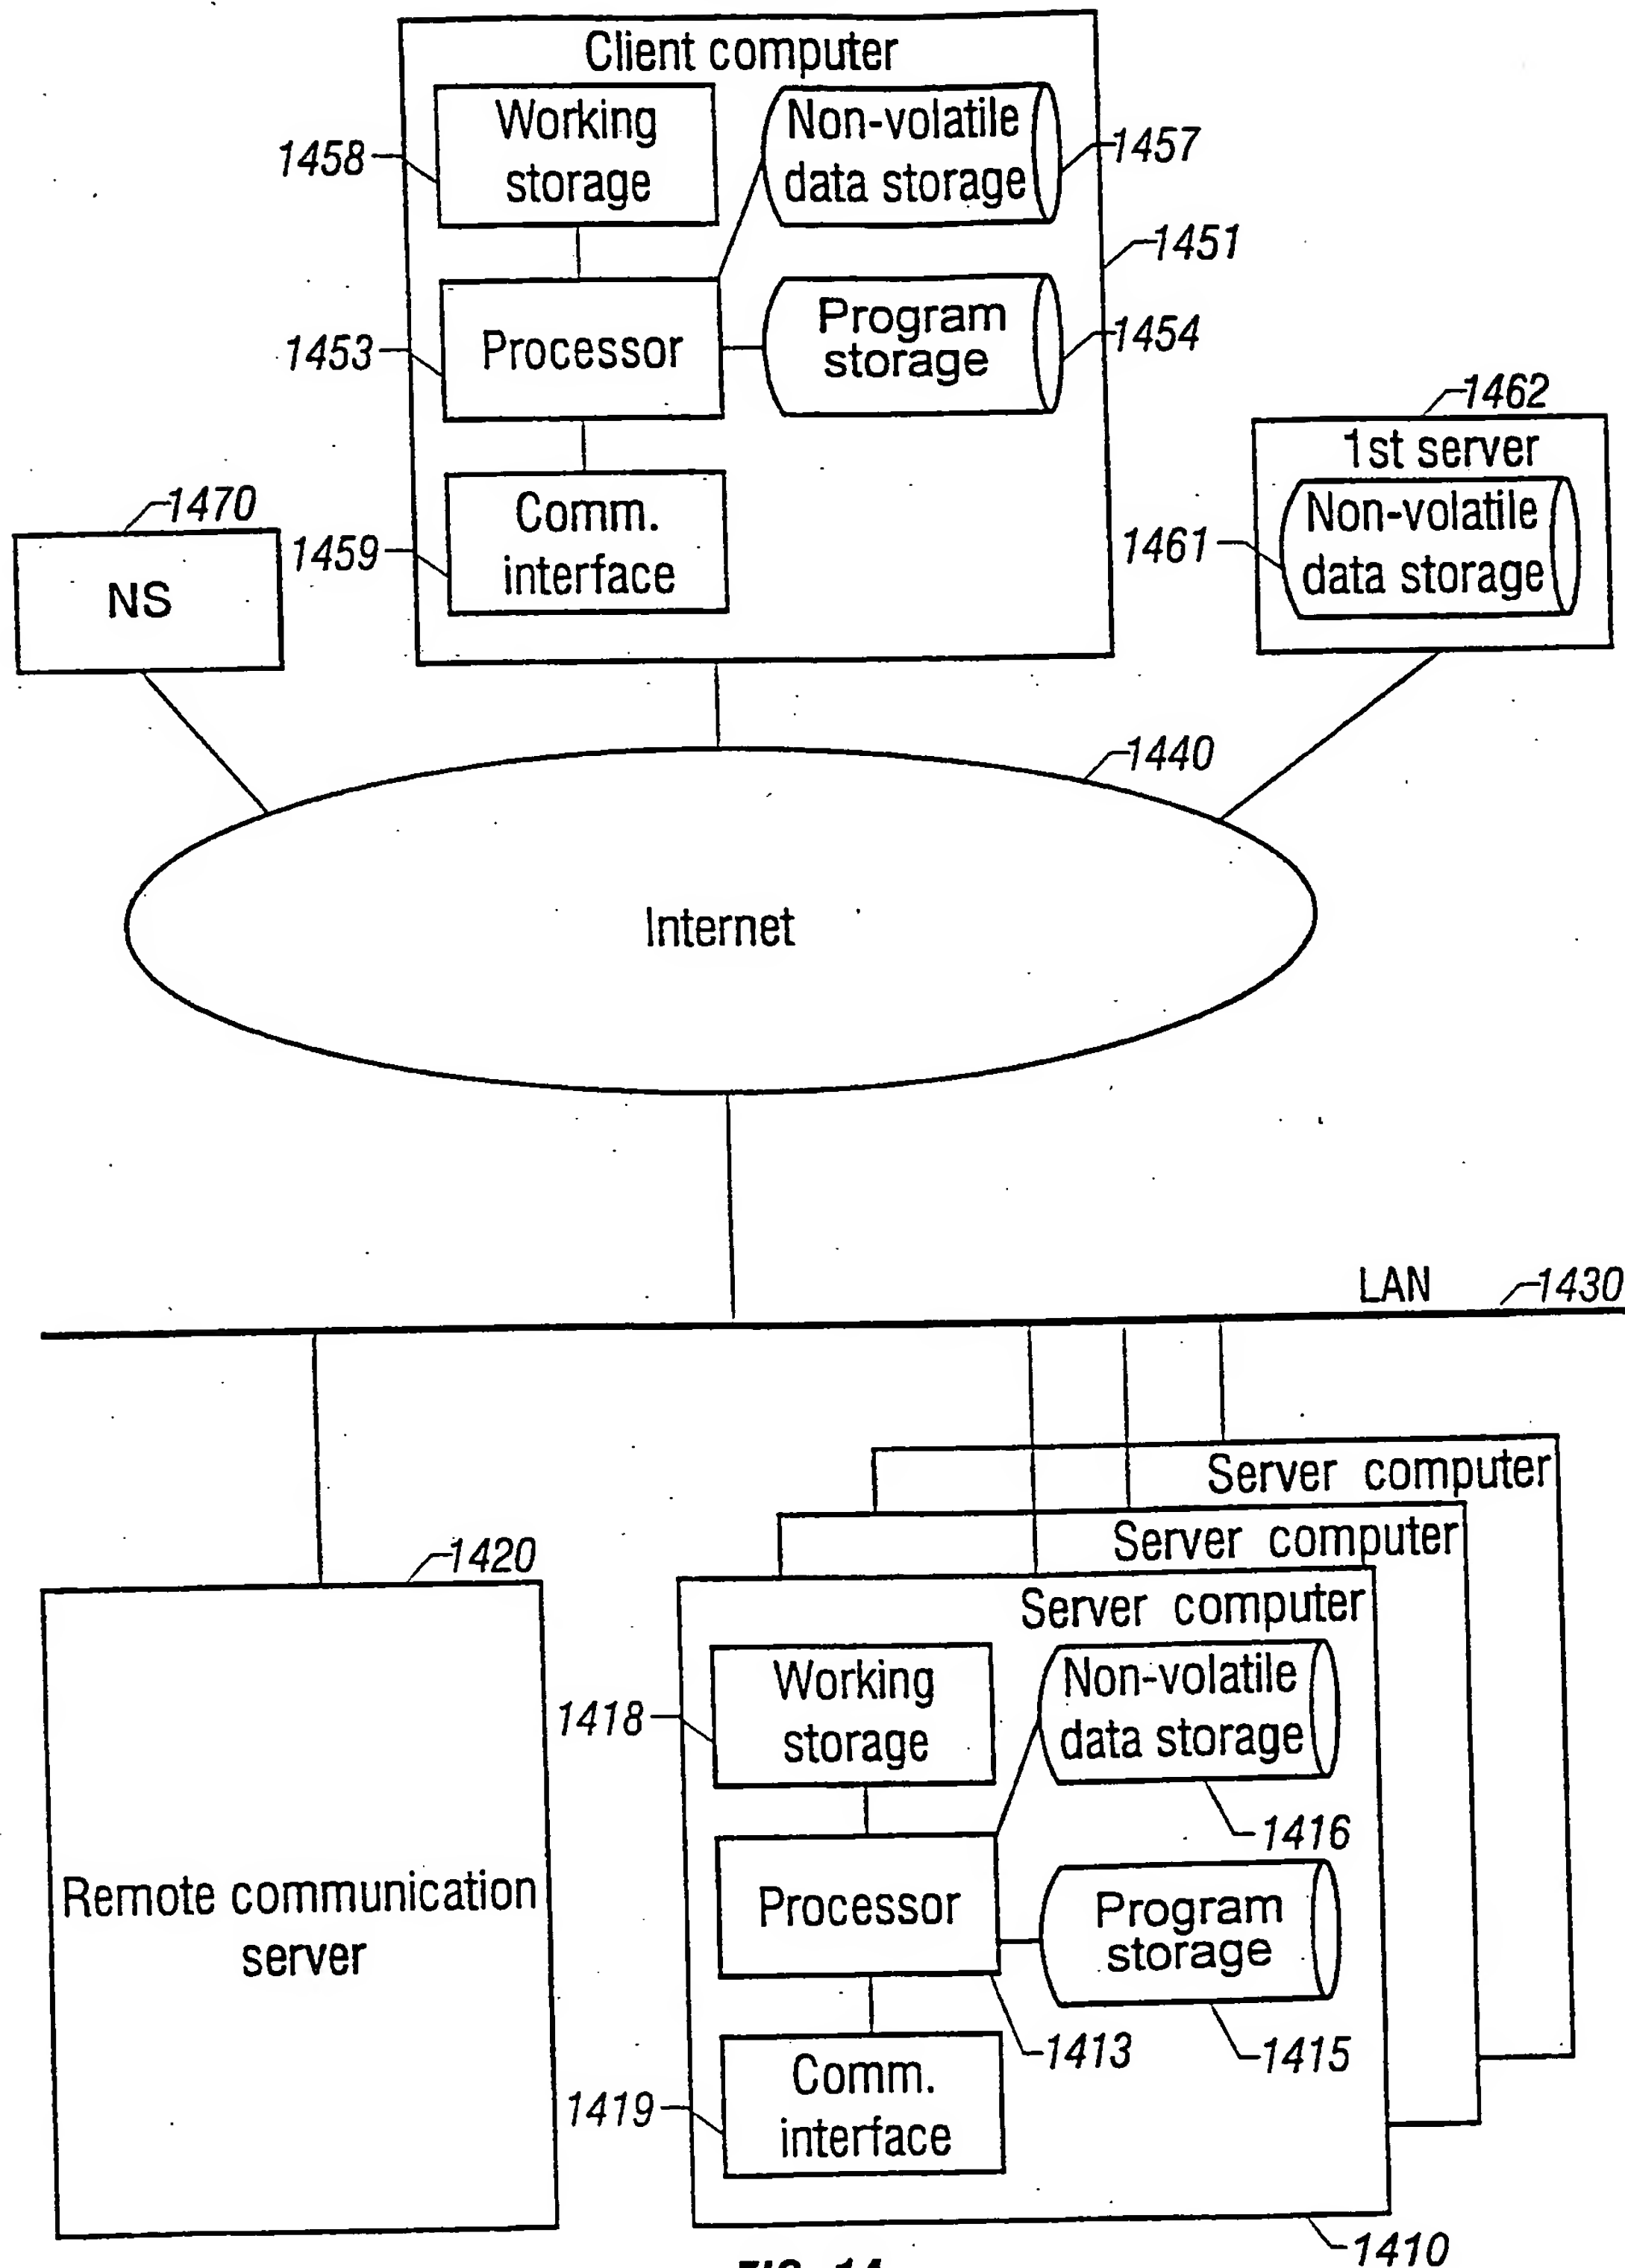 Client computer
Working
storage
1458
Non-volatile
data storage
1457
1451
Processor
1453
Program
storage
1454
1462
1st server
Non-volatile
data storage
1461
1470
NS
Comm.
interface
1459
1440
Internet
LAN
1430
Server computer
Server computer
Server computer
1420
Remote communication
server
Working
storage
1418
Non-volatile
data storage
1416
Processor
1413
Program
storage
1415
Comm.
interface
1419
1410
FIG. 14